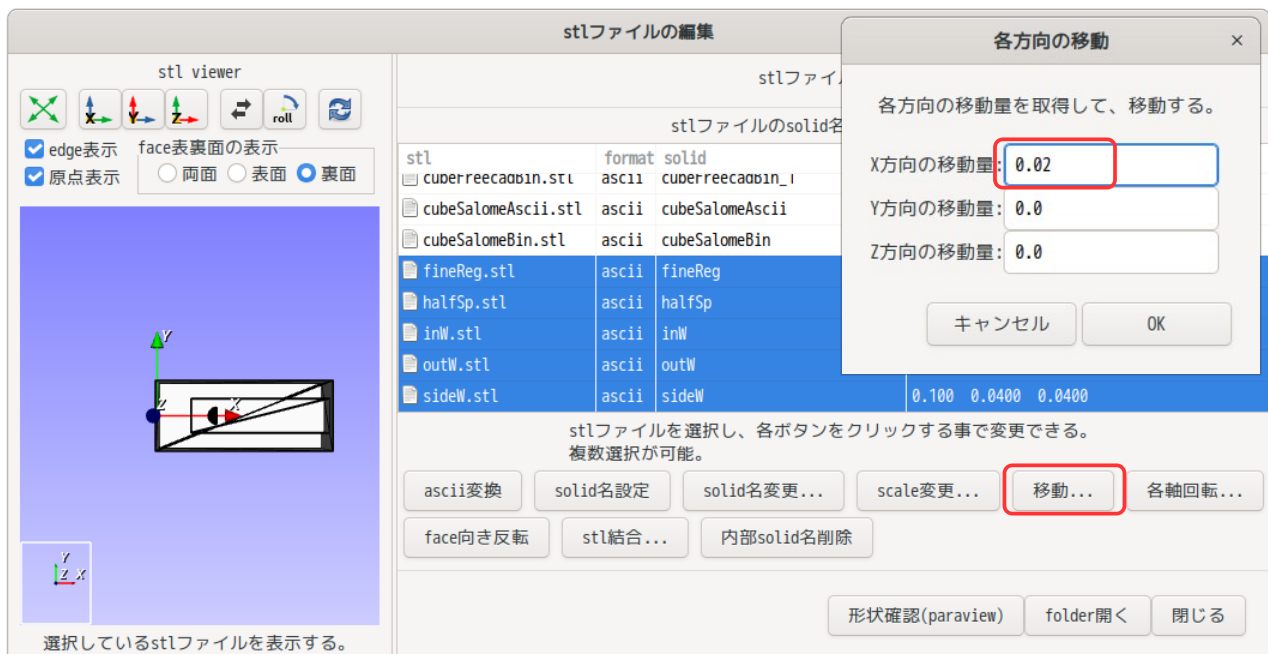 stlファイルの編集
stl viewer
roll
edge表示
原点表示
face表裏面の表示
両面 表面 裏面
Y
Z X
Y
Z X
選択しているstlファイルを表示する。
stlファイル
stlファイルのsolid名
stl format solid
cubeFreecadBin.stl ascii cubeFreecadBin_T
cubeSalomeAscii.stl ascii cubeSalomeAscii
cubeSalomeBin.stl ascii cubeSalomeBin
fineReg.stl ascii fineReg
halfSp.stl ascii halfSp
inW.stl ascii inW
outW.stl ascii outW
sideW.stl ascii sideW 0.100 0.0400 0.0400
stlファイルを選択し、各ボタンをクリックする事で変更できる。
複数選択が可能。
ascii変換 solid名設定 solid名変更... scale変更... 移動... 各軸回転...
face向き反転 stl結合... 内部solid名削除
形状確認(paraview) folder開く 閉じる
各方向の移動 ×
各方向の移動量を取得して、移動する。
X方向の移動量: 0.02
Y方向の移動量: 0.0
Z方向の移動量: 0.0
キャンセル OK